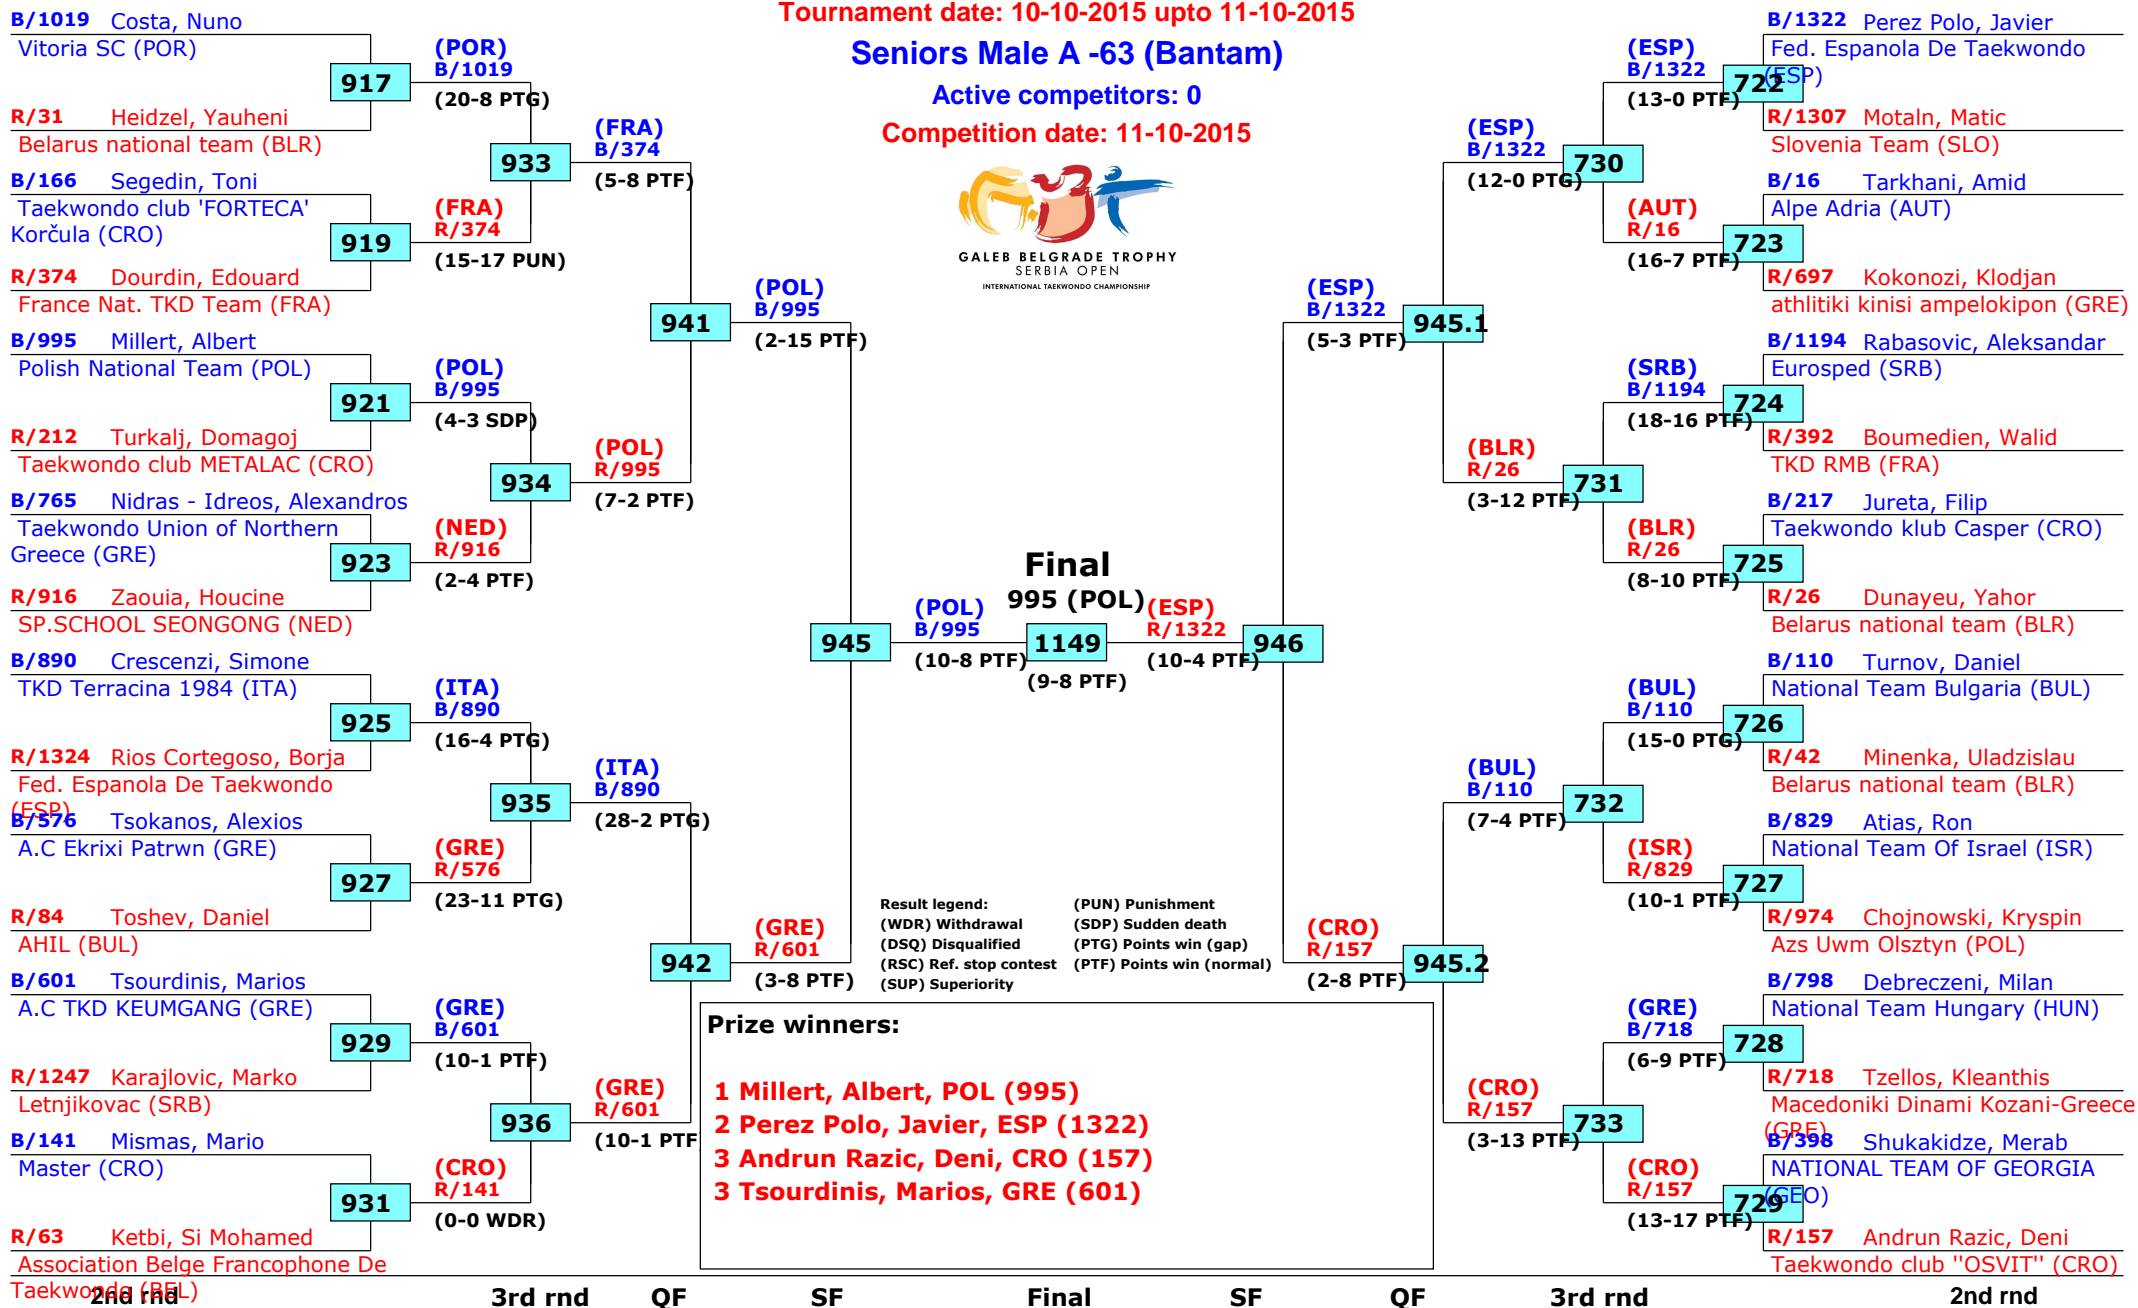 Tournament date: 10-10-2015 upto 11-10-2015
Seniors Male A -63 (Bantam)
Active competitors: 0
Competition date: 11-10-2015
GALEB BELGRADE TROPHY
SERBIA OPEN
INTERNATIONAL TAEKWONDO CHAMPIONSHIP
B/1019 Costa, Nuno
Vitoria SC (POR)
917
R/31 Heidzel, Yauheni
Belarus national team (BLR)
B/166 Segedin, Toni
Taekwondo club 'FORTECA'
Korčula (CRO)
919
R/374 Dourdin, Edouard
France Nat. TKD Team (FRA)
B/995 Millert, Albert
Polish National Team (POL)
921
R/212 Turkalj, Domagoj
Taekwondo club METALAC (CRO)
B/765 Nidras - Idreos, Alexandros
Taekwondo Union of Northern
Greece (GRE)
923
R/916 Zaouia, Houcine
SP.SCHOOL SEONGONG (NED)
B/890 Crescenzi, Simone
TKD Terracina 1984 (ITA)
925
R/1324 Rios Cortegoso, Borja
Fed. Espanola De Taekwondo
(ESP)
B/576 Tsokanos, Alexios
A.C Ekrixi Patrwn (GRE)
927
R/84 Toshev, Daniel
AHIL (BUL)
B/601 Tsourdinis, Marios
A.C TKD KEUMGANG (GRE)
929
R/1247 Karajlovic, Marko
Letnjikovac (SRB)
B/141 Mismas, Mario
Master (CRO)
931
R/63 Ketbi, Si Mohamed
Association Belge Francophone De
Taekwondo (BEL)
(POR)
B/1019
(20-8 PTG)
933
(FRA)
R/374
(15-17 PUN)
(POL)
B/995
(4-3 SDP)
934
(NED)
R/916
(2-4 PTF)
(ITA)
B/890
(16-4 PTG)
935
(GRE)
R/576
(23-11 PTG)
(GRE)
B/601
(10-1 PTF)
936
(CRO)
R/141
(0-0 WDR)
(FRA)
B/374
(5-8 PTF)
941
(POL)
R/995
(7-2 PTF)
(ITA)
B/890
(28-2 PTG)
942
(GRE)
R/601
(10-1 PTF
(POL)
B/995
(2-15 PTF)
945
(GRE)
R/601
(3-8 PTF)
Final
995 (POL)
(POL)
B/995
(10-8 PTF)
1149
(9-8 PTF)
(ESP)
R/1322
(10-4 PTF)
946
(ESP)
B/1322
(5-3 PTF)
945.1
(CRO)
R/157
(2-8 PTF)
945.2
(ESP)
B/1322
(12-0 PTG)
730
(BLR)
R/26
(3-12 PTF)
731
(BUL)
B/110
(7-4 PTF)
732
(CRO)
R/157
(3-13 PTF)
733
(ESP)
B/1322
(13-0 PTF)
722
(AUT)
R/16
(16-7 PTF)
723
(SRB)
B/1194
(18-16 PTF)
724
(BLR)
R/26
(8-10 PTF)
725
(BUL)
B/110
(15-0 PTG)
726
(ISR)
R/829
(10-1 PTF)
727
(GRE)
B/718
(6-9 PTF)
728
(CRO)
R/157
(13-17 PTF)
729
B/1322 Perez Polo, Javier
Fed. Espanola De Taekwondo
(ESP)
R/1307 Motaln, Matic
Slovenia Team (SLO)
B/16 Tarkhani, Amid
Alpe Adria (AUT)
R/697 Kokonozi, Klodjan
athlitiki kinisi ampelokipon (GRE)
B/1194 Rabasovic, Aleksandar
Eurosped (SRB)
R/392 Boumedien, Walid
TKD RMB (FRA)
B/217 Jureta, Filip
Taekwondo klub Casper (CRO)
R/26 Dunayeu, Yahor
Belarus national team (BLR)
B/110 Turnov, Daniel
National Team Bulgaria (BUL)
R/42 Minenka, Uladzislau
Belarus national team (BLR)
B/829 Atias, Ron
National Team Of Israel (ISR)
R/974 Chojnowski, Kryspin
Azs Uwm Olsztyn (POL)
B/798 Debreczeni, Milan
National Team Hungary (HUN)
R/718 Tzellos, Kleanthis
Macedoniki Dinami Kozani-Greece
(GRE)
B/398 Shukakidze, Merab
NATIONAL TEAM OF GEORGIA
(GEO)
R/157 Andrun Razic, Deni
Taekwondo club "OSVIT" (CRO)
Result legend:
(WDR) Withdrawal
(DSQ) Disqualified
(RSC) Ref. stop contest
(SUP) Superiority
(PUN) Punishment
(SDP) Sudden death
(PTG) Points win (gap)
(PTF) Points win (normal)
Prize winners:
1 Millert, Albert, POL (995)
2 Perez Polo, Javier, ESP (1322)
3 Andrun Razic, Deni, CRO (157)
3 Tsourdinis, Marios, GRE (601)
2nd rnd 3rd rnd QF SF Final SF QF 3rd rnd 2nd rnd